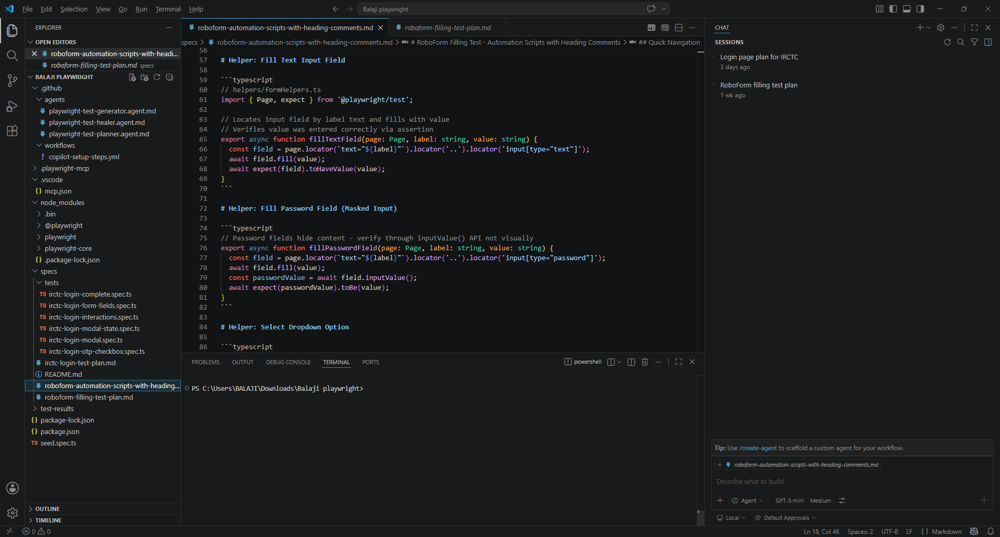 File Edit Selection View Go Run Terminal Help
Balaji playwright
EXPLORER
OPEN EDITORS
roboform-automation-scripts-with-headi...
roboform-filling-test-plan.md specs
BALAJI PLAYWRIGHT
.github
agents
playwright-test-generator.agent.md
playwright-test-healer.agent.md
playwright-test-planner.agent.md
workflows
! copilot-setup-steps.yml
.playwright-mcp
.vscode
{} mcp.json
node_modules
.bin
@playwright
playwright
playwright-core
{} .package-lock.json
specs
tests
TS irctc-login-complete.spec.ts
TS irctc-login-form-fields.spec.ts
TS irctc-login-interactions.spec.ts
TS irctc-login-modal-state.spec.ts
TS irctc-login-modal.spec.ts
TS irctc-login-otp-checkbox.spec.ts
irctc-login-test-plan.md
README.md
roboform-automation-scripts-with-heading...
roboform-filling-test-plan.md
test-results
{} package-lock.json
{} package.json
TS seed.spec.ts
OUTLINE
TIMELINE
roboform-automation-scripts-with-heading-comments.md
roboform-filling-test-plan.md
specs > roboform-automation-scripts-with-heading-comments.md > abc # RoboForm Filling Test - Automation Scripts with Heading Comments > abc ## Quick Navigation
56
57 # Helper: Fill Text Input Field
58
59 ```typescript
60 // helpers/formHelpers.ts
61 import { Page, expect } from '@playwright/test';
62
63 // Locates input field by label text and fills with value
64 // Verifies value was entered correctly via assertion
65 export async function fillTextField(page: Page, label: string, value: string) {
66 const field = page.locator(`text="${label}"`).locator('..').locator('input[type="text"]');
67 await field.fill(value);
68 await expect(field).toHaveValue(value);
69 }
70 ```
71
72 # Helper: Fill Password Field (Masked Input)
73
74 ```typescript
75 // Password fields hide content - verify through inputValue() API not visually
76 export async function fillPasswordField(page: Page, label: string, value: string) {
77 const field = page.locator(`text="${label}"`).locator('..').locator('input[type="password"]');
78 await field.fill(value);
79 const passwordValue = await field.inputValue();
80 await expect(passwordValue).toBe(value);
81 }
82 ```
83
84 # Helper: Select Dropdown Option
85
86 ```typescript
PROBLEMS OUTPUT DEBUG CONSOLE TERMINAL PORTS
powershell
PS C:\Users\BALAJI\Downloads\Balaji playwright>
CHAT
SESSIONS
Login page plan for IRCTC
3 days ago
RoboForm filling test plan
1 wk ago
Tip: Use /create-agent to scaffold a custom agent for your workflow.
roboform-automation-scripts-with-heading-comments.md
Describe what to build
Agent GPT-5 mini Medium
Local Default Approvals
0 0
Ln 18, Col 46 Spaces: 2 UTF-8 LF {} Markdown